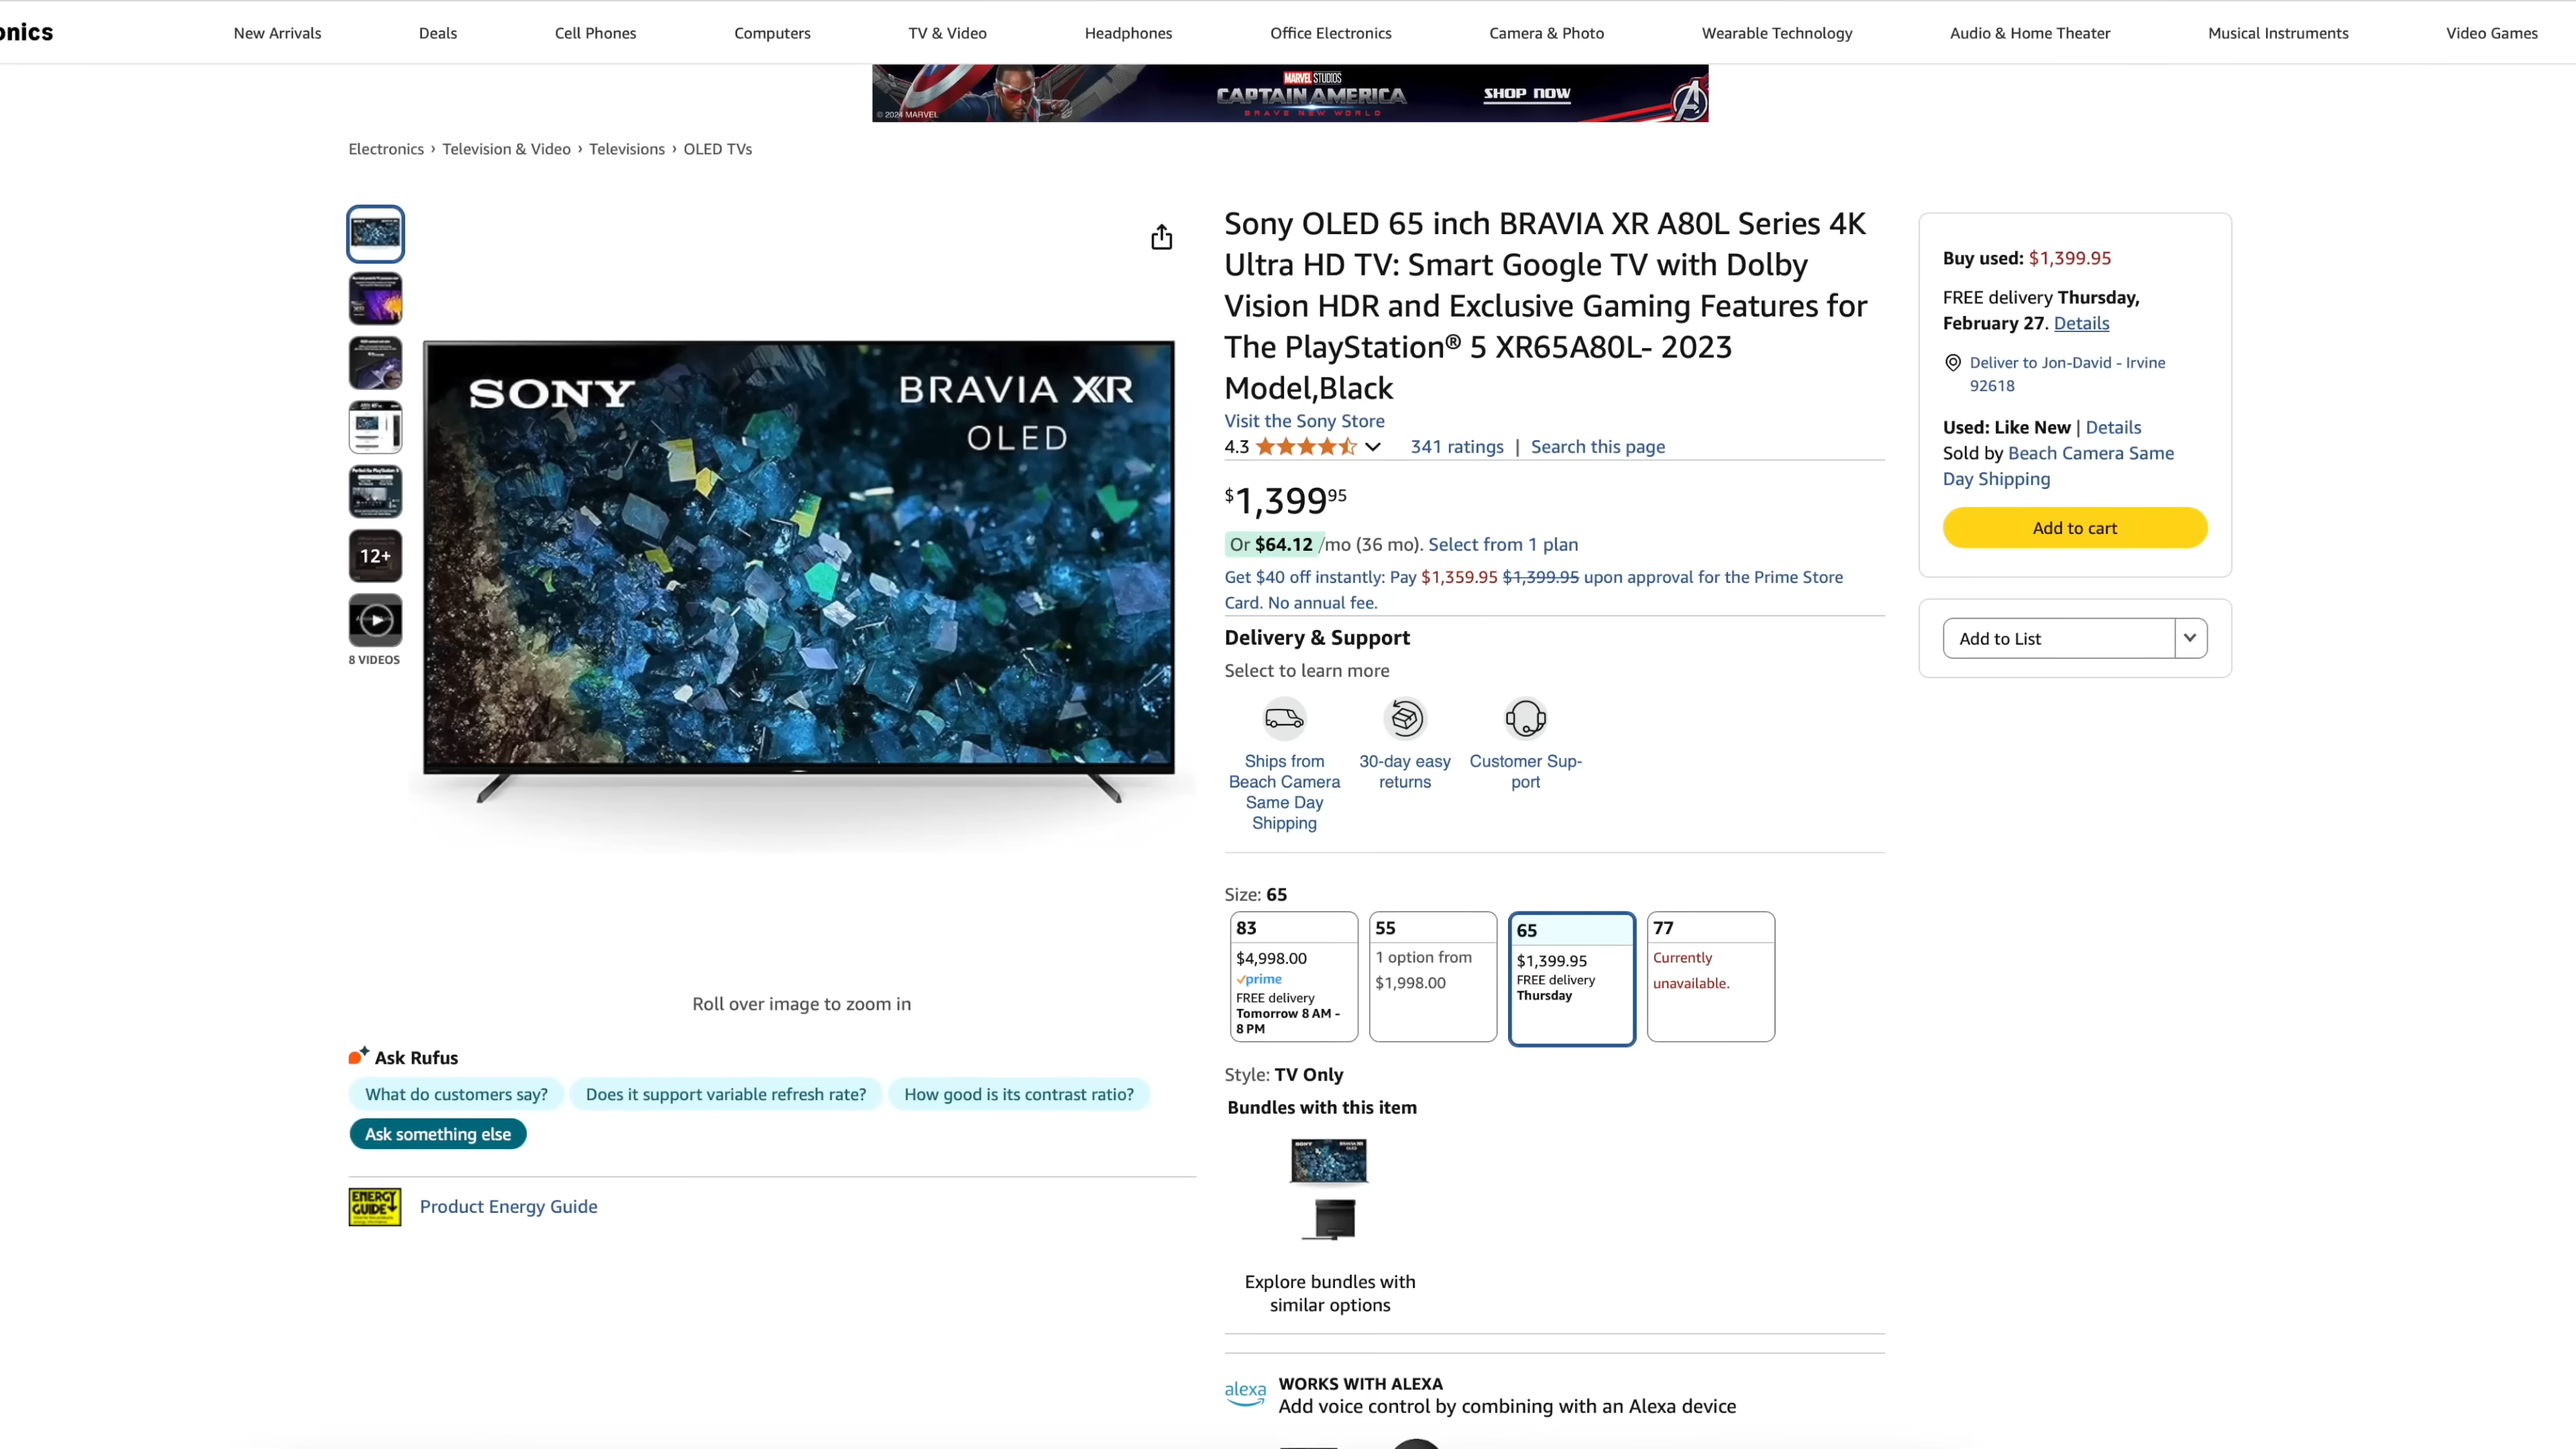 onics
New Arrivals
Deals
Cell Phones
Computers
TV & Video
Headphones
Office Electronics
Camera & Photo
Wearable Technology
Audio & Home Theater
Musical Instruments
Video Games
© 2024 MARVEL
MARVEL STUDIOS
CAPTAIN AMERICA
BRAVE NEW WORLD
SHOP NOW
Electronics › Television & Video › Televisions › OLED TVs
12+
8 VIDEOS
SONY
BRAVIA XR
OLED
Roll over image to zoom in
Ask Rufus
What do customers say?
Does it support variable refresh rate?
How good is its contrast ratio?
Ask something else
ENERGY
GUIDE
Product Energy Guide
Sony OLED 65 inch BRAVIA XR A80L Series 4K
Ultra HD TV: Smart Google TV with Dolby
Vision HDR and Exclusive Gaming Features for
The PlayStation® 5 XR65A80L- 2023
Model,Black
Visit the Sony Store
4.3 341 ratings | Search this page
$1,39995
Or $64.12 /mo (36 mo). Select from 1 plan
Get $40 off instantly: Pay $1,359.95 $1,399.95 upon approval for the Prime Store
Card. No annual fee.
Delivery & Support
Select to learn more
Ships from
Beach Camera
Same Day
Shipping
30-day easy
returns
Customer Sup-
port
Size: 65
83
$4,998.00
prime
FREE delivery
Tomorrow 8 AM -
8 PM
55
1 option from
$1,998.00
65
$1,399.95
FREE delivery
Thursday
77
Currently
unavailable.
Style: TV Only
Bundles with this item
Explore bundles with
similar options
alexa
WORKS WITH ALEXA
Add voice control by combining with an Alexa device
Buy used: $1,399.95
FREE delivery Thursday,
February 27. Details
Deliver to Jon-David - Irvine
92618
Used: Like New | Details
Sold by Beach Camera Same
Day Shipping
Add to cart
Add to List